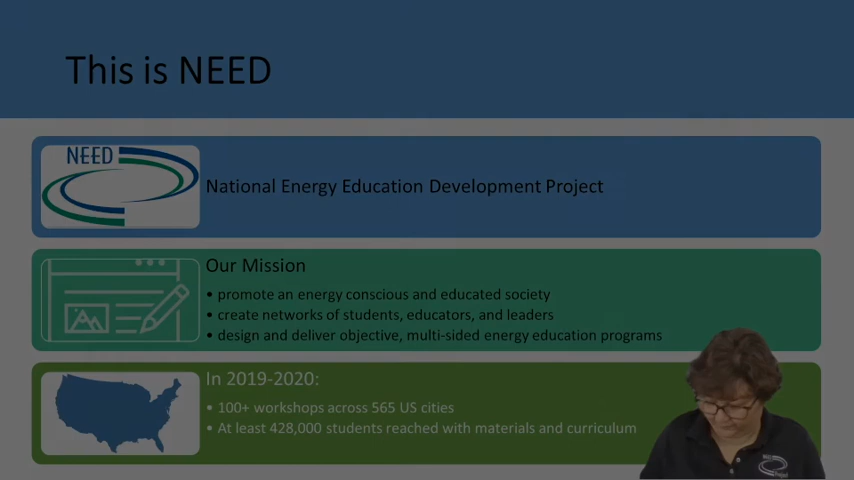 This is NEED
NEED
National Energy Education Development Project
Our Mission
• promote an energy conscious and educated society
• create networks of students, educators, and leaders
• design and deliver objective, multi-sided energy education programs
In 2019-2020:
• 100+ workshops across 565 US cities
• At least 428,000 students reached with materials and curriculum